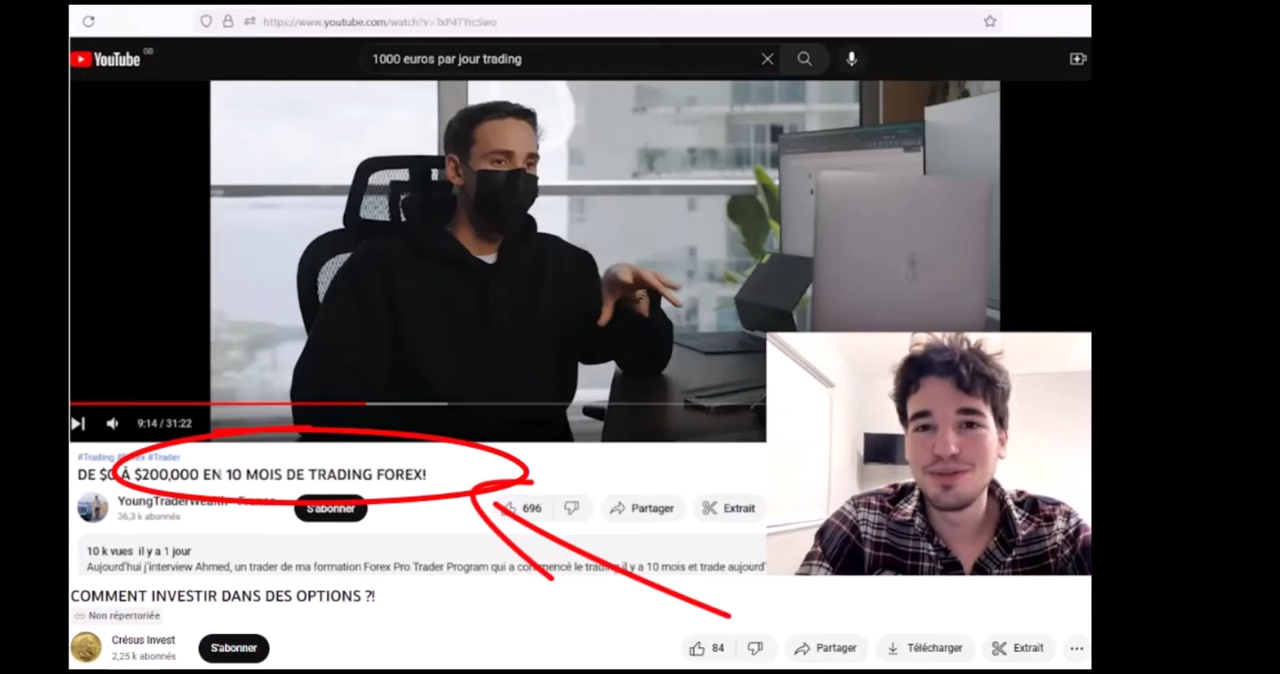 https://www.youtube.com/watch?v=
YouTube GB
1000 euros par jour trading
9:14 / 31:22
#Trading #Forex #Trader
DE $0 À $200,000 EN 10 MOIS DE TRADING FOREX!
YoungTraderWealth - France
36,3 k abonnés
S'abonner
696
Partager
Extrait
10 k vues il y a 1 jour
Aujourd'hui j'interview Ahmed, un trader de ma formation Forex Pro Trader Program qui a commencé le trading il y a 10 mois et trade aujourd'
COMMENT INVESTIR DANS DES OPTIONS ?!
Non répertoriée
Crésus Invest
2,25 k abonnés
S'abonner
84
Partager
Télécharger
Extrait